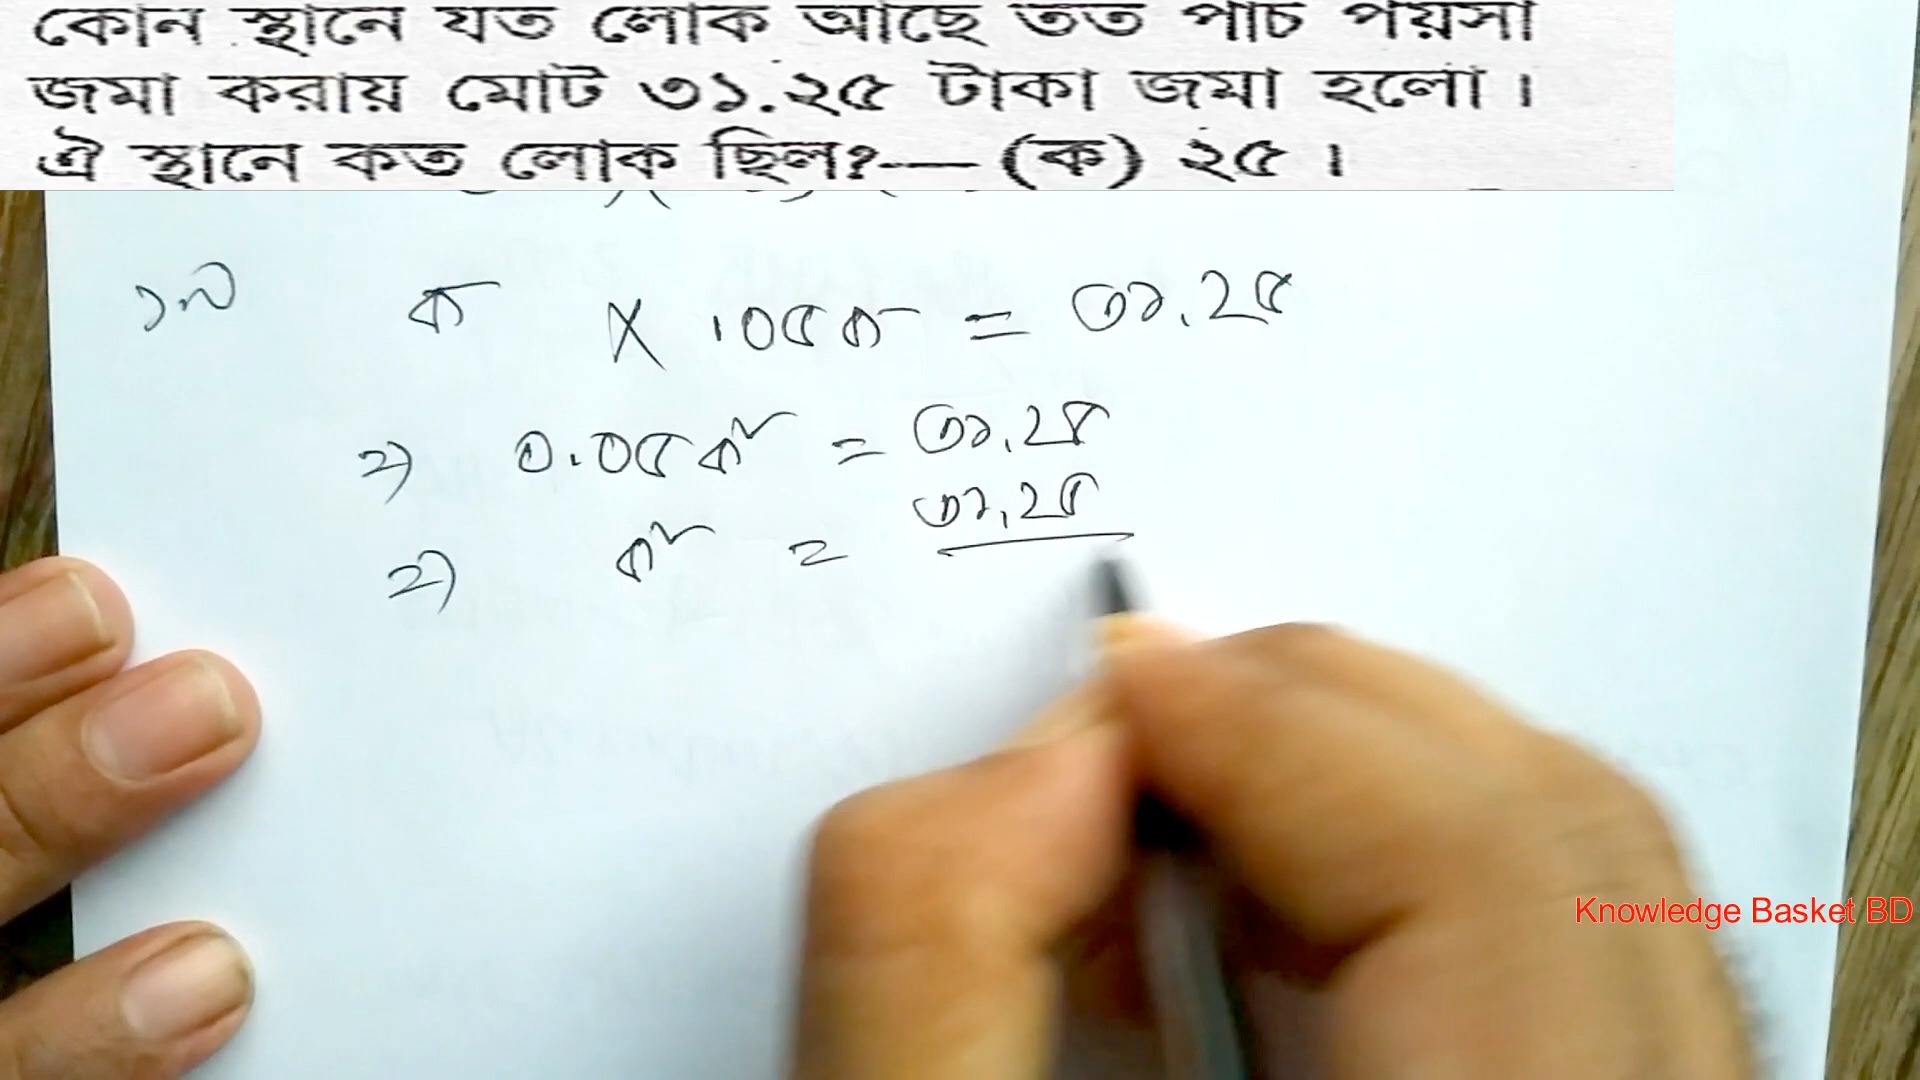 কোন স্থানে যত লোক আছে তত পাঁচ পয়সা
জমা করায় মোট ৩১.২৫ টাকা জমা হলো।
ঐ স্থানে কত লোক ছিল?— (ক) ২৫।
ক × .০৫ক = ৩১.২৫
⇒ ০.০৫ক² = ৩১.২৫
⇒ ক² = ৩১.২৫
Knowledge Basket BD